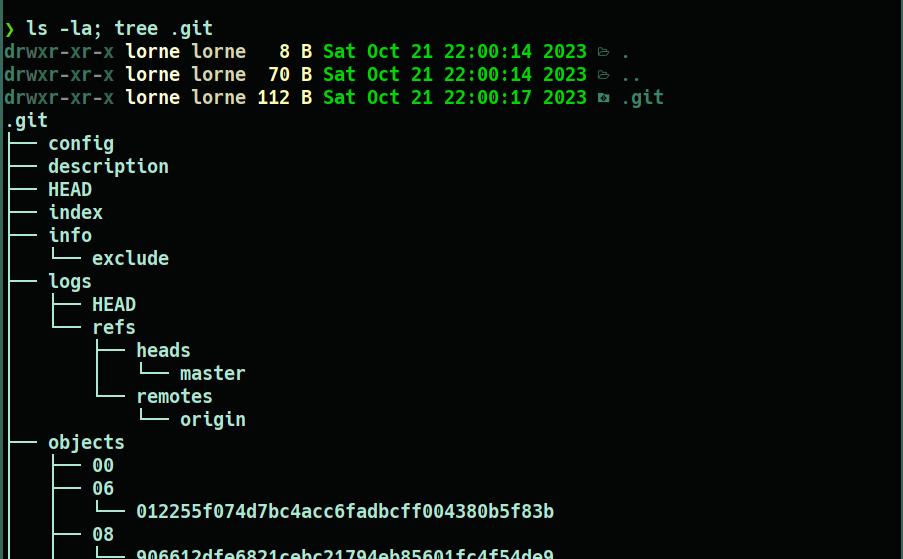 ❯ ls -la; tree .git
drwxr-xr-x lorne lorne   8 B Sat Oct 21 22:00:14 2023 .
drwxr-xr-x lorne lorne  70 B Sat Oct 21 22:00:14 2023 ..
drwxr-xr-x lorne lorne 112 B Sat Oct 21 22:00:17 2023 .git
.git
├── config
├── description
├── HEAD
├── index
├── info
│   └── exclude
├── logs
│   ├── HEAD
│   └── refs
│       ├── heads
│       │   └── master
│       └── remotes
│           └── origin
├── objects
│   ├── 00
│   ├── 06
│   │   └── 012255f074d7bc4acc6fadbcff004380b5f83b
│   ├── 08
│   │   └── 906612dfe6821cebc21794eb85601fc4f54de9